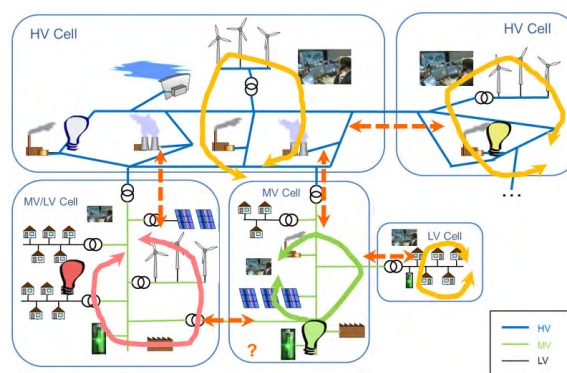 HV Cell
HV Cell
...
MV/LV Cell
MV Cell
LV Cell
?
HV
MV
LV